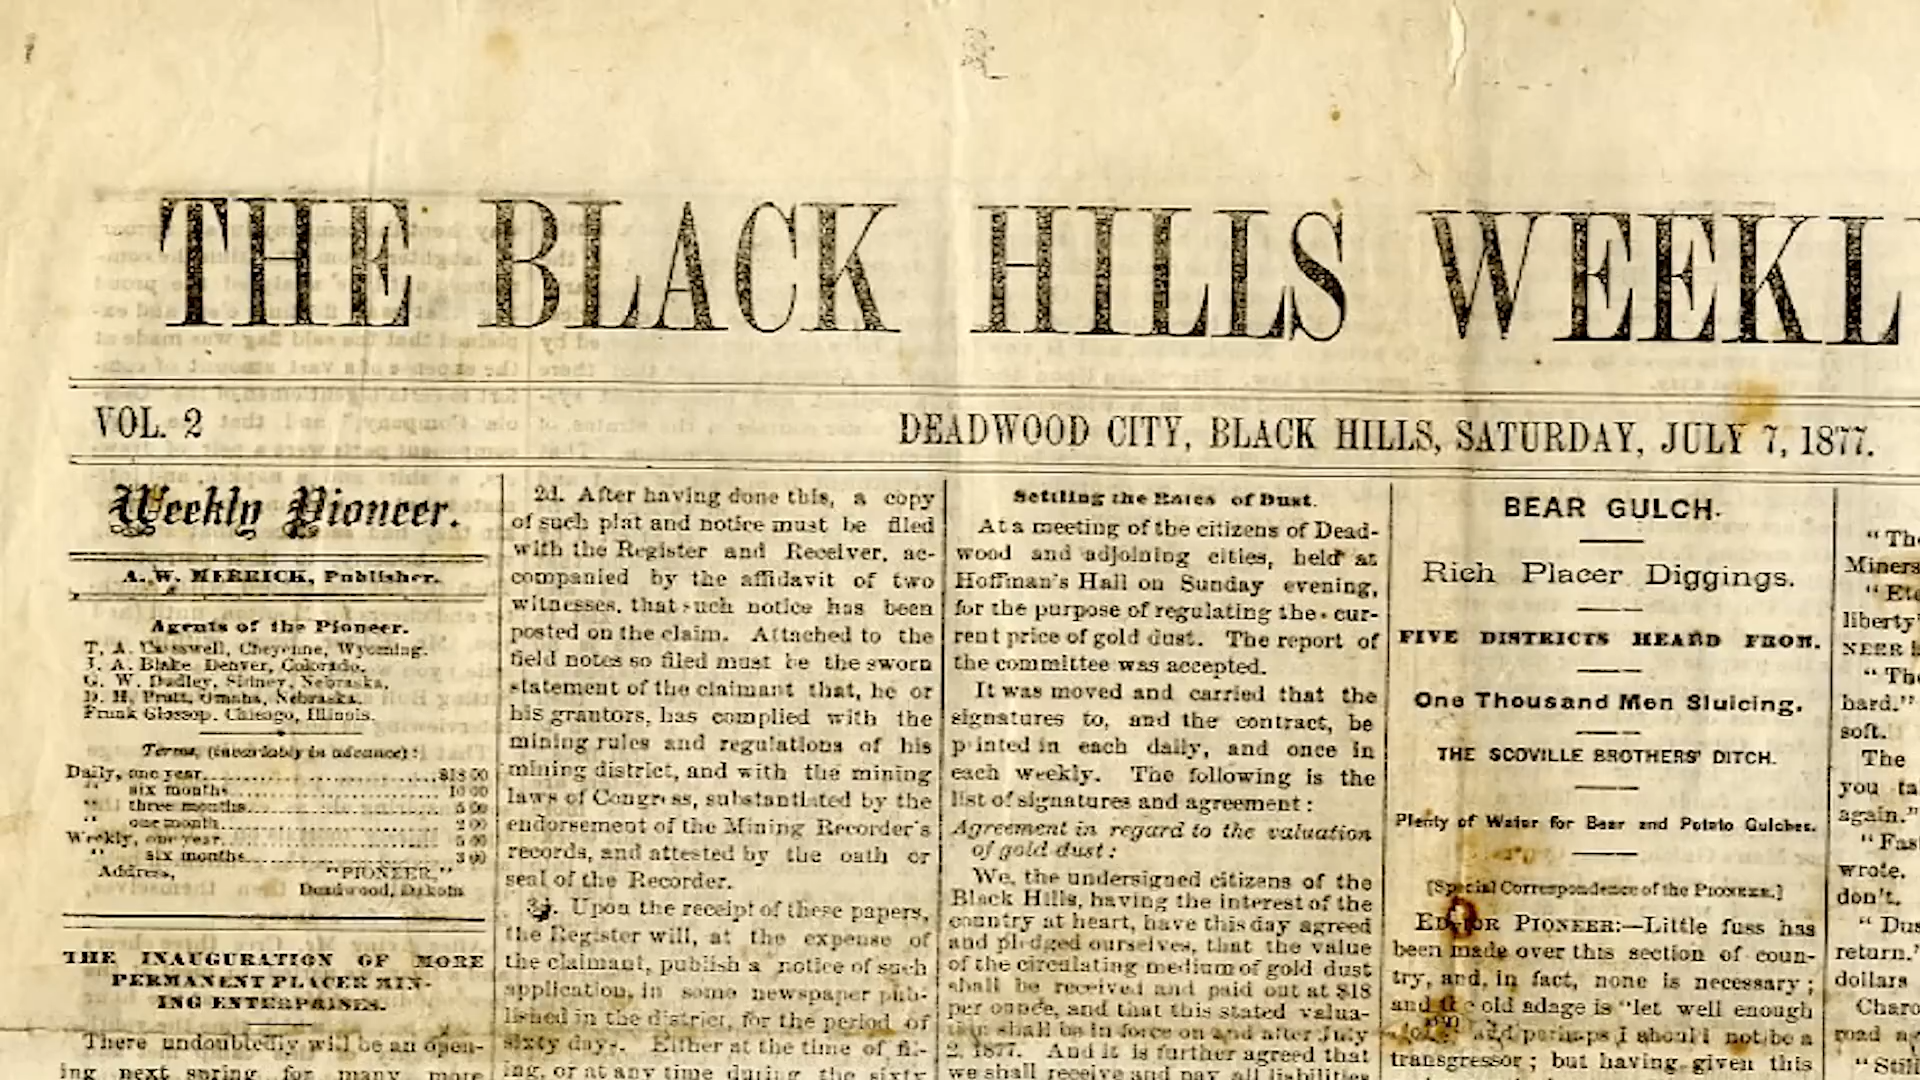 THE BLACK HILLS WEEKL
VOL. 2
DEADWOOD CITY, BLACK HILLS, SATURDAY, JULY 7, 1877.
Weekly Pioneer.
A. W. MERRICK, Publisher.
Agents of the Pioneer.
T. A. Cheyenne, Wyoming.
J. A. Blake Denver, Colorado.
G. W. Dudley, Sidney, Nebraska.
D. H. Pratt, Omaha, Nebraska.
Frank Glossop. Chicago, Illinois.
Terms, (invariably in advance):
Daily, one year $18 00
" six months 10 00
" three months 5 00
" one month 2 00
Weekly, one year 5 00
" six months 3 00
Address, "PIONEER,"
Deadwood, Dakota
THE INAUGURATION OF MORE
PERMANENT PLACER MIN-
ING ENTERPRISES.
There undoubtedly will be an open-
ing next spring for many more
2d. After having done this, a copy
of such plat and notice must be filed
with the Register and Receiver, ac-
companied by the affidavit of two
witnesses, that such notice has been
posted on the claim. Attached to the
field notes so filed must be the sworn
statement of the claimant that, he or
his grantors, has complied with the
mining rules and regulations of his
mining district, and with the mining
laws of Congress, substantiated by the
endorsement of the Mining Recorder's
records, and attested by the oath or
seal of the Recorder.
3d. Upon the receipt of these papers,
the Register will, at the expense of
the claimant, publish a notice of such
application, in some newspaper pub-
lished in the district, for the period of
sixty days. Either at the time of fil-
ing, or at any time during the sixty
Settling the Rates of Dust.
At a meeting of the citizens of Dead-
wood and adjoining cities, held at
Hoffman's Hall on Sunday evening,
for the purpose of regulating the cur-
rent price of gold dust. The report of
the committee was accepted.
It was moved and carried that the
signatures to, and the contract, be
printed in each daily, and once in
each weekly. The following is the
list of signatures and agreement:
Agreement in regard to the valuation
of gold dust:
We, the undersigned citizens of the
Black Hills, having the interest of the
country at heart, have this day agreed
and pledged ourselves, that the value
of the circulating medium of gold dust
shall be received and paid out at $18
per ounce, and that this stated valua-
tion shall be in force on and after July
2, 1877. And it is further agreed that
we shall receive and pay all liabilities
BEAR GULCH.
Rich Placer Diggings.
FIVE DISTRICTS HEARD FROM.
One Thousand Men Sluicing.
THE SCOVILLE BROTHERS' DITCH.
Plenty of Water for Bear and Potato Gulches.
[Special Correspondence of the PIONEER.]
EDITOR PIONEER:—Little fuss has
been made over this section of coun-
try, and, in fact, none is necessary;
and the old adage is "let well enough
and perhaps I should not be a
transgressor; but having given this
"The
Miners
"Ete
liberty"
NEER
"The
hard."
soft.
The
you ta
again."
"Fas
wrote.
don't.
"Dus
return."
dollars
Charc
road a
"Still